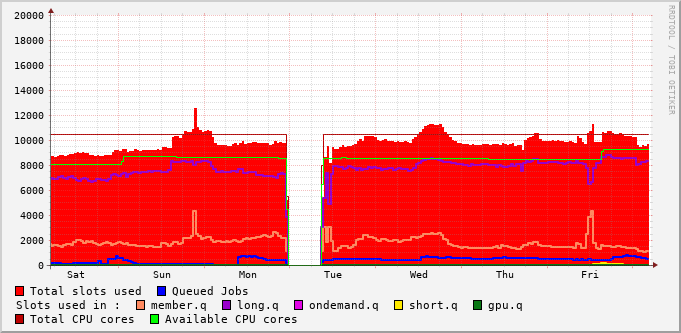 RRDTOOL / TOBI OETIKER
20000
18000
16000
14000
12000
10000
8000
6000
4000
2000
0
Sat Sun Mon Tue Wed Thu Fri
Total slots used Queued Jobs
Slots used in : member.q long.q ondemand.q short.q gpu.q
Total CPU cores Available CPU cores